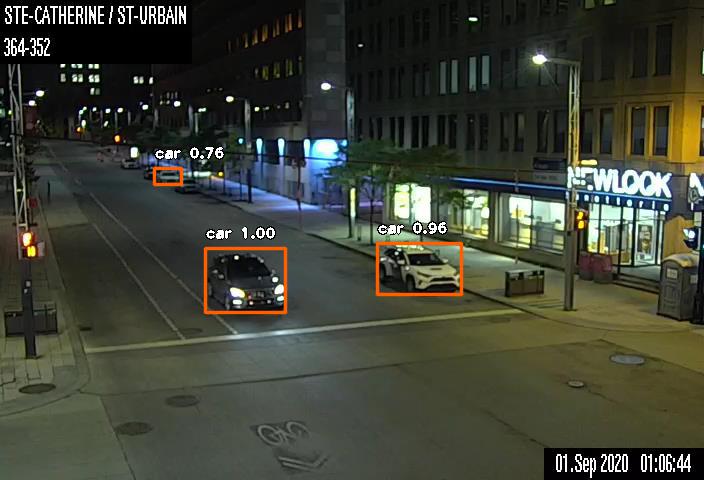 STE-CATHERINE / ST-URBAIN
364-352
car 0.76
car 1.00
car 0.96
NEWLOOK
01.Sep 2020 01:06:44